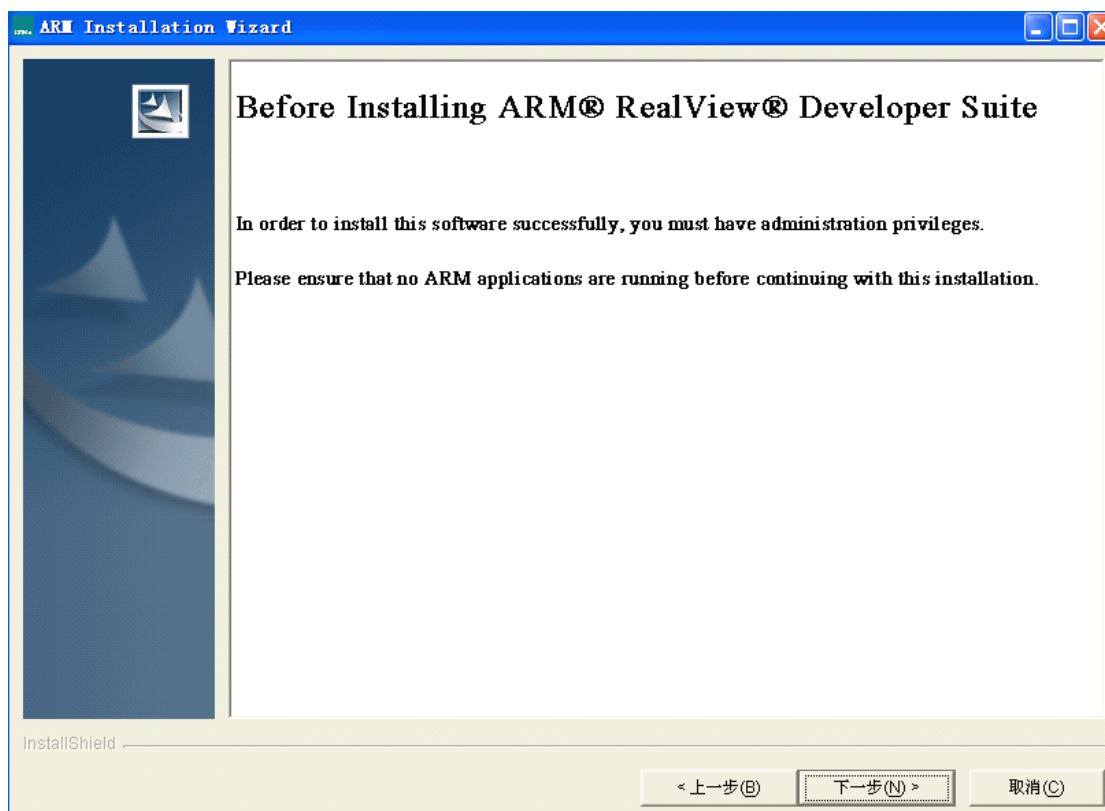 ARM Installation Wizard
Before Installing ARM® RealView® Developer Suite
In order to install this software successfully, you must have administration privileges.
Please ensure that no ARM applications are running before continuing with this installation.
InstallShield
<上一步(B)
下一步(N)>
取消(C)